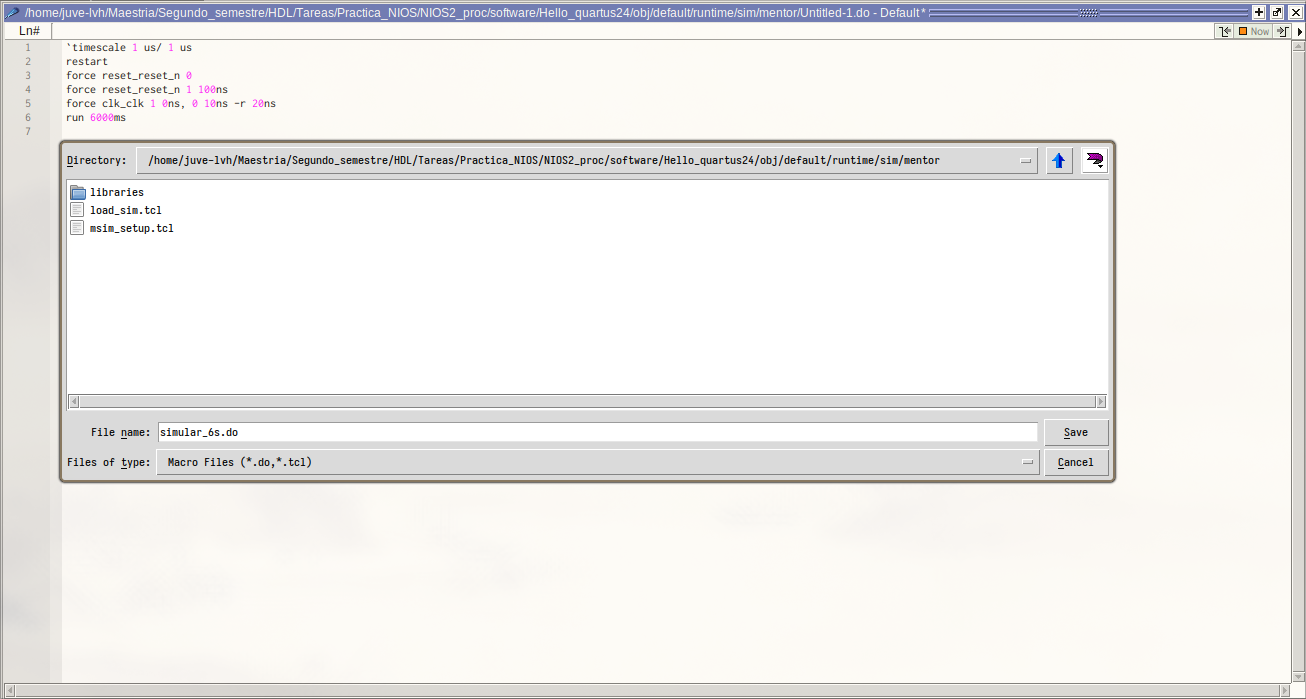 /home/juve-lvh/Maestria/Segundo_semestre/HDL/Tareas/Practica_NIOS/NIOS2_proc/software/Hello_quartus24/obj/default/runtime/sim/mentor/Untitled-1.do - Default *
Ln#
Now
1 `timescale 1 us/ 1 us
2 restart
3 force reset_reset_n 0
4 force reset_reset_n 1 100ns
5 force clk_clk 1 0ns, 0 10ns -r 20ns
6 run 6000ms
7
Directory: /home/juve-lvh/Maestria/Segundo_semestre/HDL/Tareas/Practica_NIOS/NIOS2_proc/software/Hello_quartus24/obj/default/runtime/sim/mentor
libraries
load_sim.tcl
msim_setup.tcl
File name: simular_6s.do
Save
Files of type: Macro Files (*.do,*.tcl)
Cancel